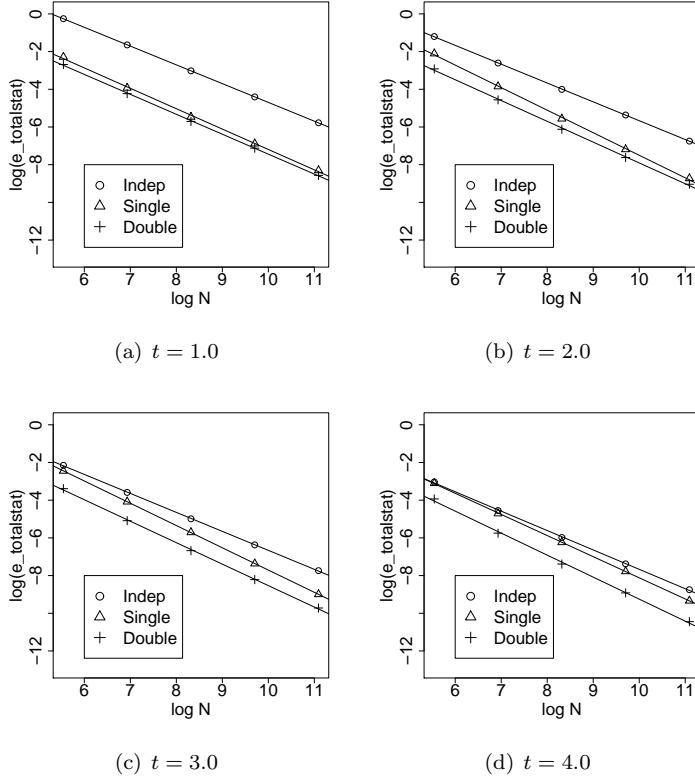 0
−2
−4
−6
−8
−12
log(e_totalstat)
Indep
Single
Double
6 7 8 9 10 11
log N
(a) t = 1.0
0
−2
−4
−6
−8
−12
log(e_totalstat)
Indep
Single
Double
6 7 8 9 10 11
log N
(b) t = 2.0
0
−2
−4
−6
−8
−12
log(e_totalstat)
Indep
Single
Double
6 7 8 9 10 11
log N
(c) t = 3.0
0
−2
−4
−6
−8
−12
log(e_totalstat)
Indep
Single
Double
6 7 8 9 10 11
log N
(d) t = 4.0